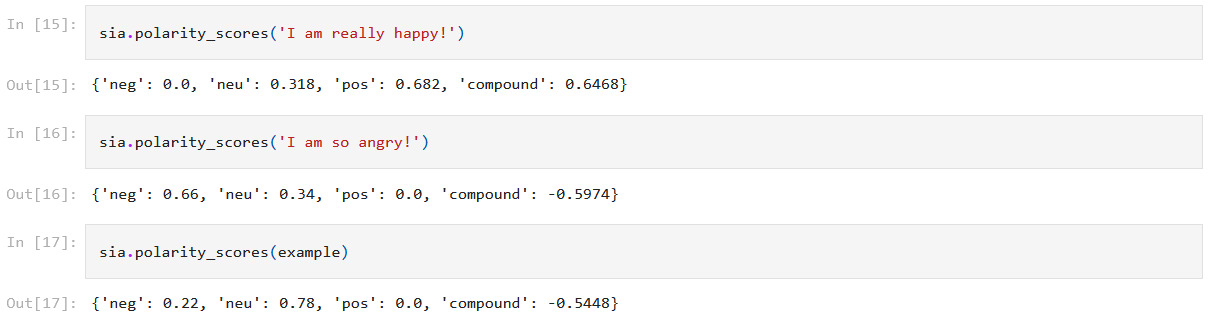 In [15]: sia.polarity_scores('I am really happy!')
Out[15]: {'neg': 0.0, 'neu': 0.318, 'pos': 0.682, 'compound': 0.6468}
In [16]: sia.polarity_scores('I am so angry!')
Out[16]: {'neg': 0.66, 'neu': 0.34, 'pos': 0.0, 'compound': -0.5974}
In [17]: sia.polarity_scores(example)
Out[17]: {'neg': 0.22, 'neu': 0.78, 'pos': 0.0, 'compound': -0.5448}